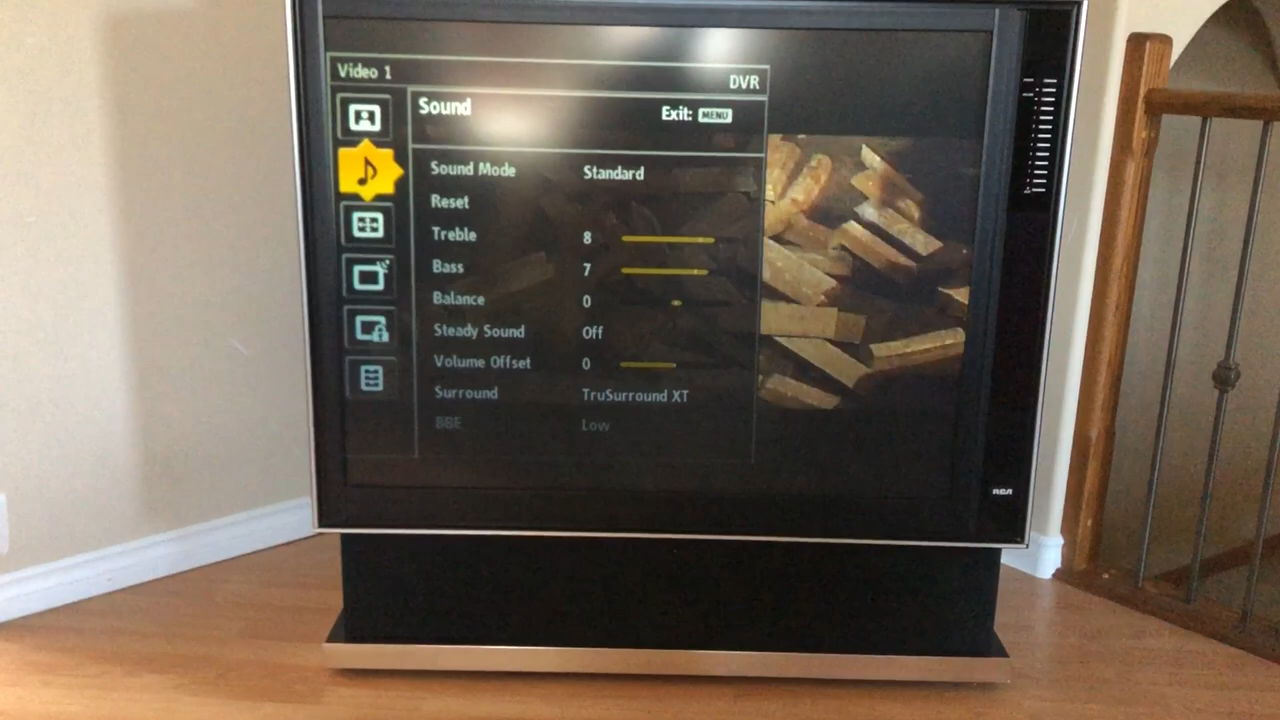 Video 1
DVR
Sound Exit: MENU
Sound Mode Standard
Reset
Treble 8
Bass 7
Balance 0
Steady Sound Off
Volume Offset 0
Surround TruSurround XT
BBE Low
RCA